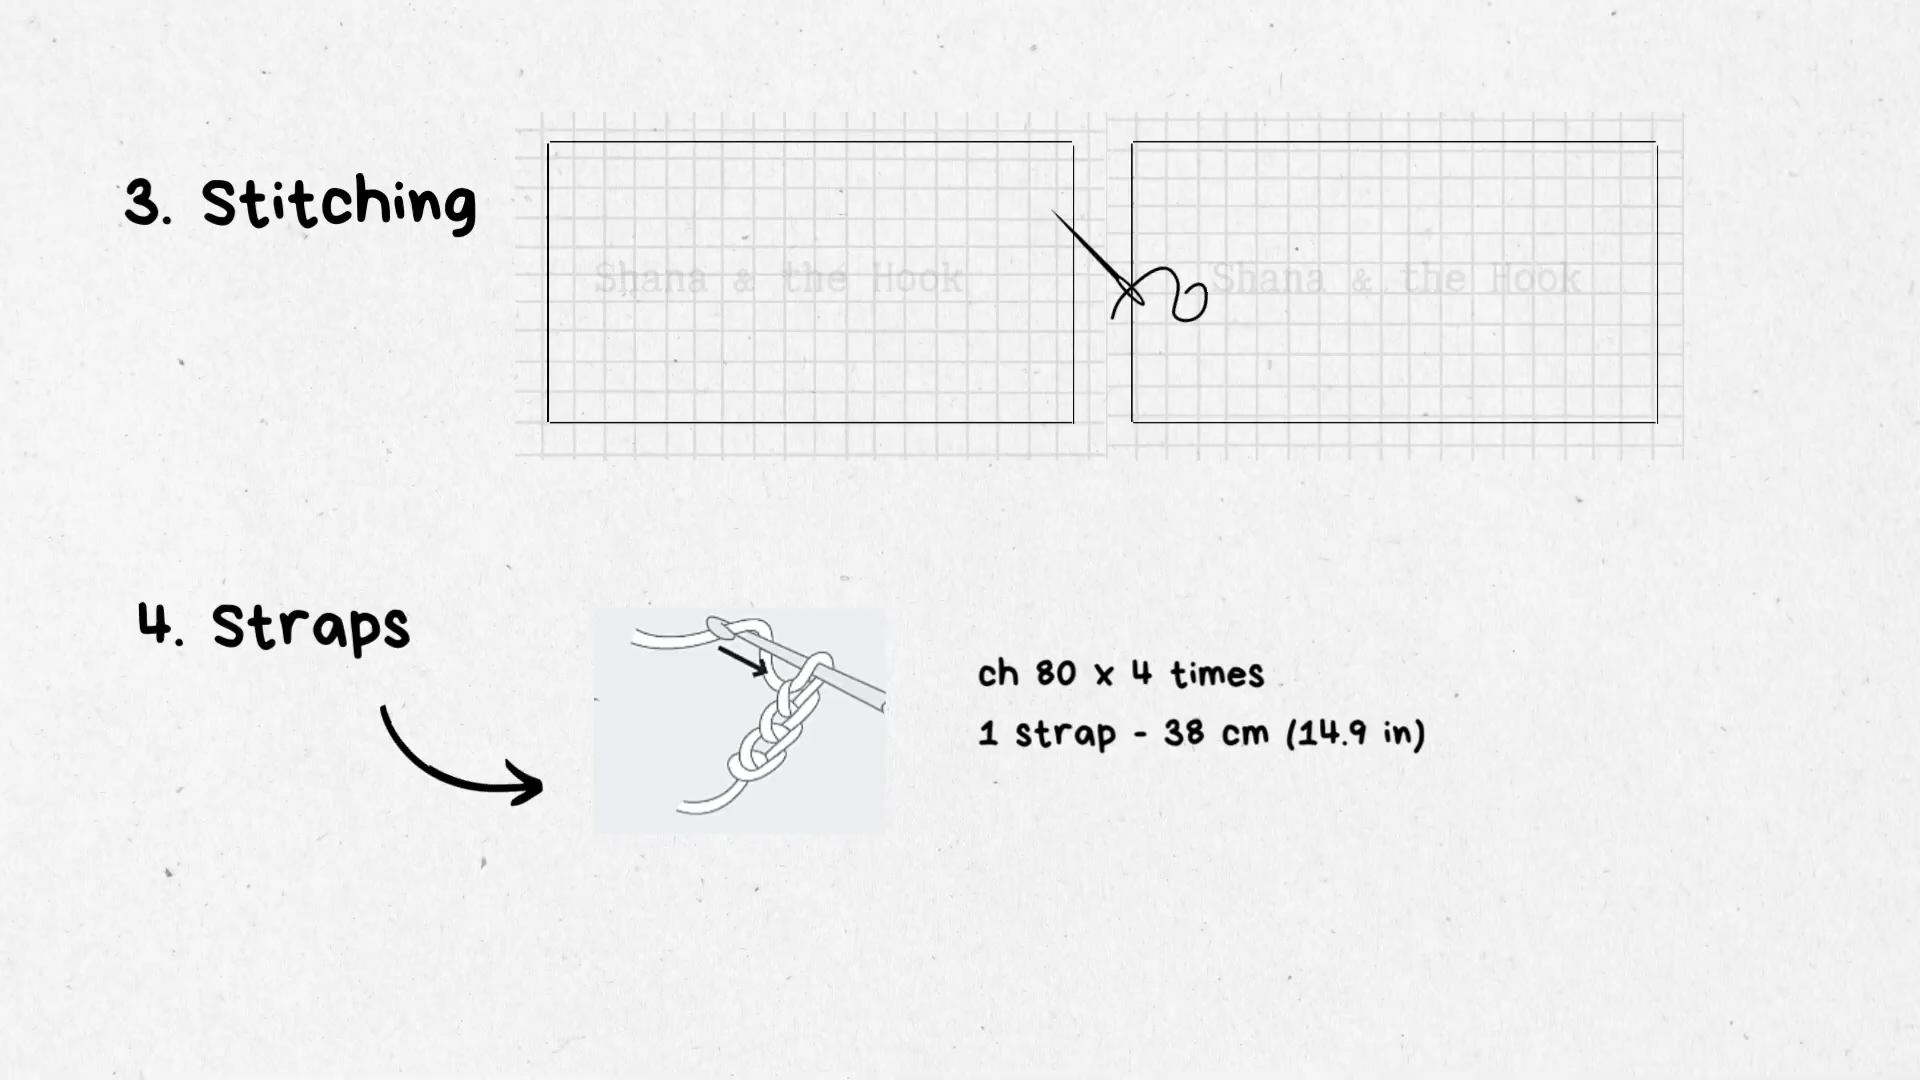 3. Stitching
Shana & the Hook
Shana & the Hook
4. Straps
ch 80 x 4 times
1 strap - 38 cm (14.9 in)